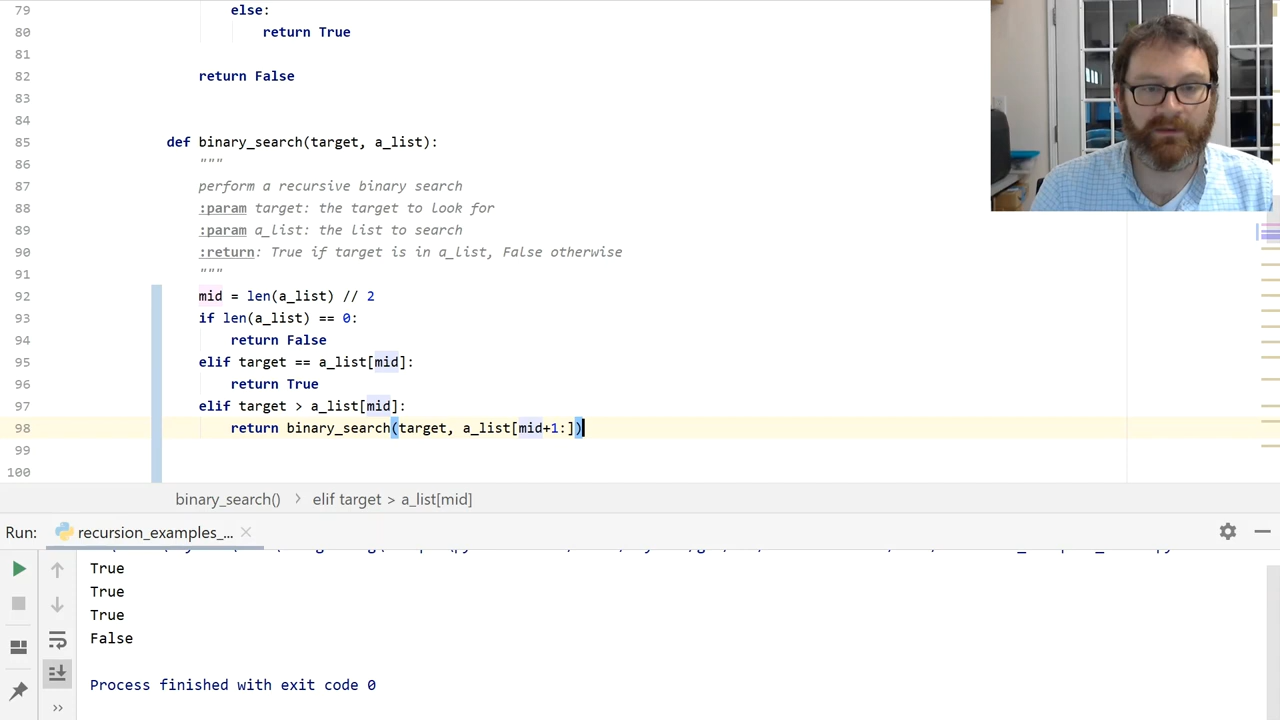 79 else:
80 return True
81
82 return False
83
84
85 def binary_search(target, a_list):
86 """
87 perform a recursive binary search
88 :param target: the target to look for
89 :param a_list: the list to search
90 :return: True if target is in a_list, False otherwise
91 """
92 mid = len(a_list) // 2
93 if len(a_list) == 0:
94 return False
95 elif target == a_list[mid]:
96 return True
97 elif target > a_list[mid]:
98 return binary_search(target, a_list[mid+1:])
99
100
binary_search() > elif target > a_list[mid]
Run: recursion_examples_...
True
True
True
False
Process finished with exit code 0